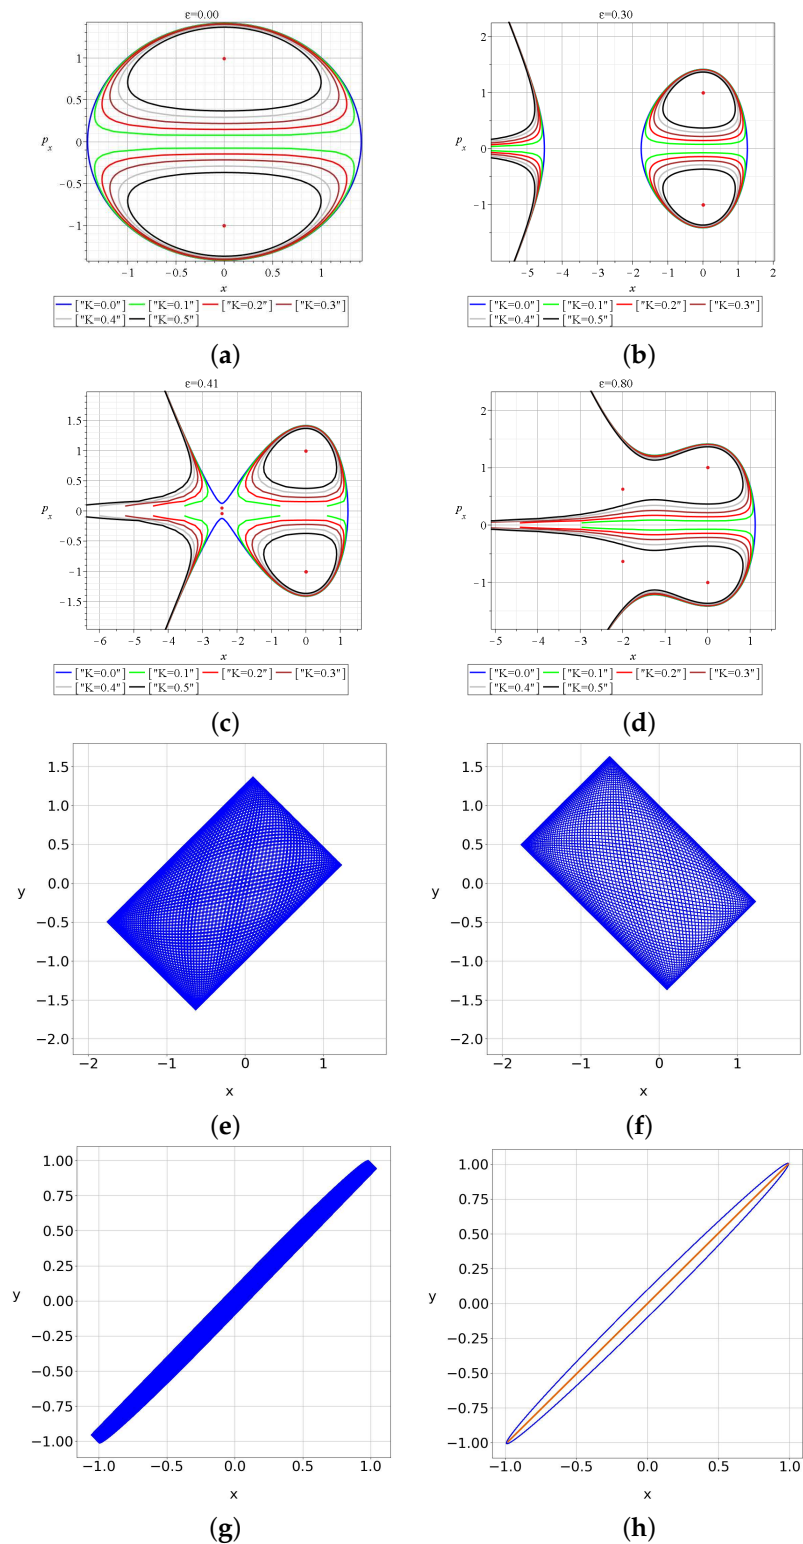 ε=0.00
ε=0.30
1
0.5
p_x 0
−0.5
−1
−1 −0.5 0 0.5 1
x
2
1
p_x 0
−1
−5 −4 −3 −2 −1 0 1 2
x
["K=0.0"] ["K=0.1"] ["K=0.2"] ["K=0.3"]
["K=0.4"] ["K=0.5"]
["K=0.0"] ["K=0.1"] ["K=0.2"] ["K=0.3"]
["K=0.4"] ["K=0.5"]
(a)
(b)
ε=0.41
ε=0.80
1.5
1
0.5
p_x 0
−0.5
−1
−1.5
−6 −5 −4 −3 −2 −1 0 1
x
2
1
p_x 0
−1
−5 −4 −3 −2 −1 0 1
x
["K=0.0"] ["K=0.1"] ["K=0.2"] ["K=0.3"]
["K=0.4"] ["K=0.5"]
["K=0.0"] ["K=0.1"] ["K=0.2"] ["K=0.3"]
["K=0.4"] ["K=0.5"]
(c)
(d)
1.5
1.0
0.5
y 0.0
−0.5
−1.0
−1.5
−2.0
−2 −1 0 1
x
1.5
1.0
0.5
y 0.0
−0.5
−1.0
−1.5
−2.0
−2 −1 0 1
x
(e)
(f)
1.00
0.75
0.50
0.25
y 0.00
−0.25
−0.50
−0.75
−1.00
−1.0 −0.5 0.0 0.5 1.0
x
1.00
0.75
0.50
0.25
y 0.00
−0.25
−0.50
−0.75
−1.00
−1.0 −0.5 0.0 0.5 1.0
x
(g)
(h)